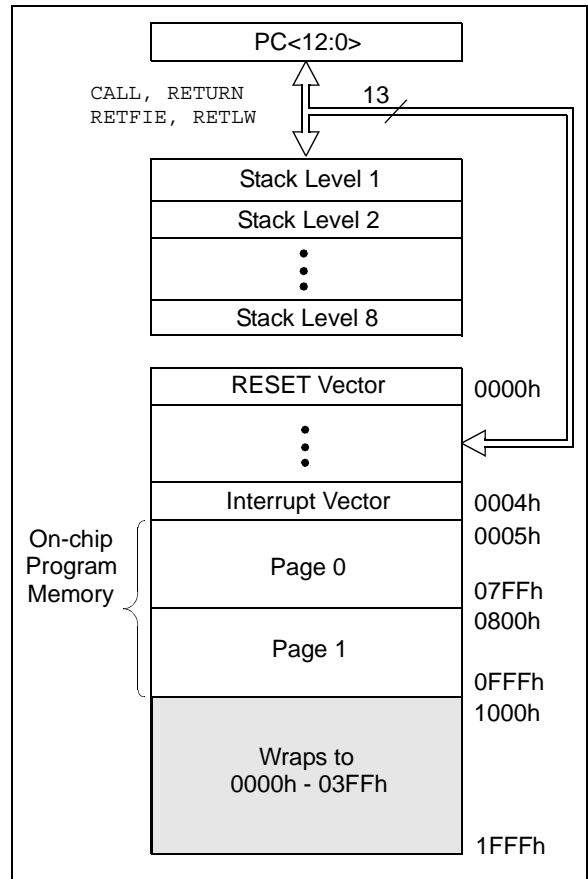 PC<12:0>
CALL, RETURN
RETFIE, RETLW
13
Stack Level 1
Stack Level 2
Stack Level 8
RESET Vector
0000h
Interrupt Vector
0004h
On-chip
Program
Memory
0005h
Page 0
07FFh
0800h
Page 1
0FFFh
1000h
Wraps to
0000h - 03FFh
1FFFh